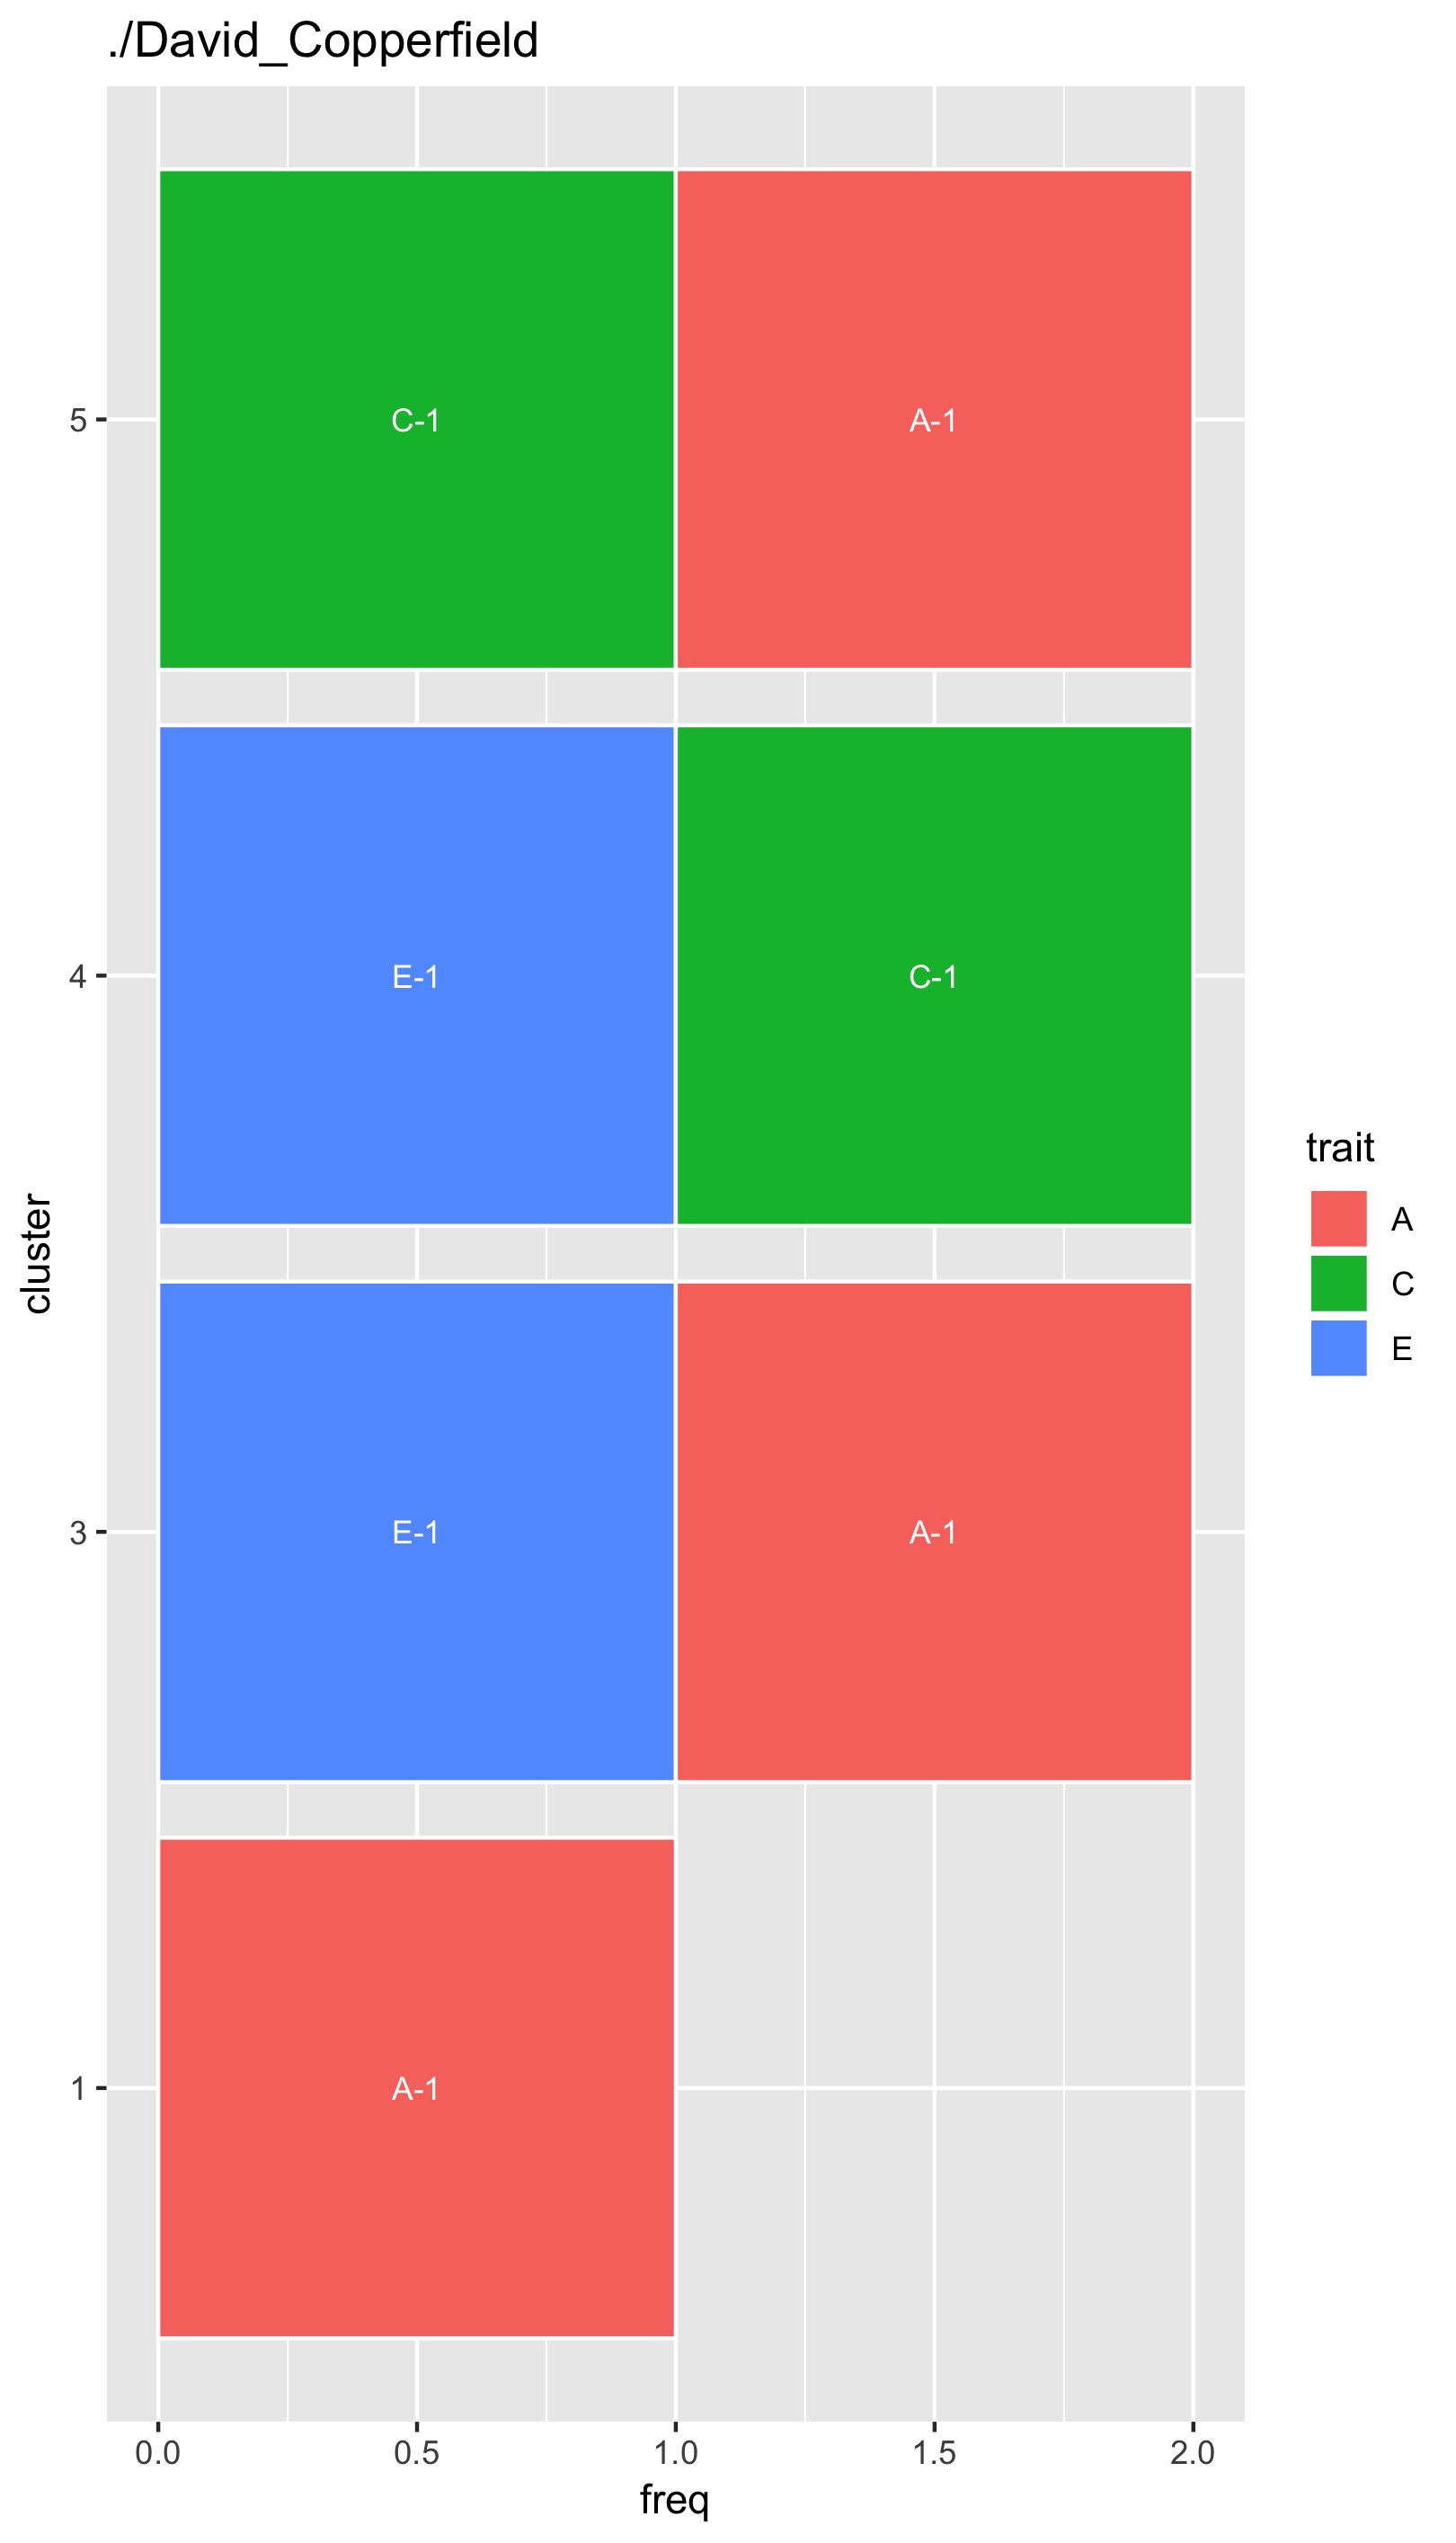 ./David_Copperfield
5
C-1 A-1
4
E-1 C-1
cluster
3
E-1 A-1
1
A-1
0.0 0.5 1.0 1.5 2.0
freq
trait
A
C
E